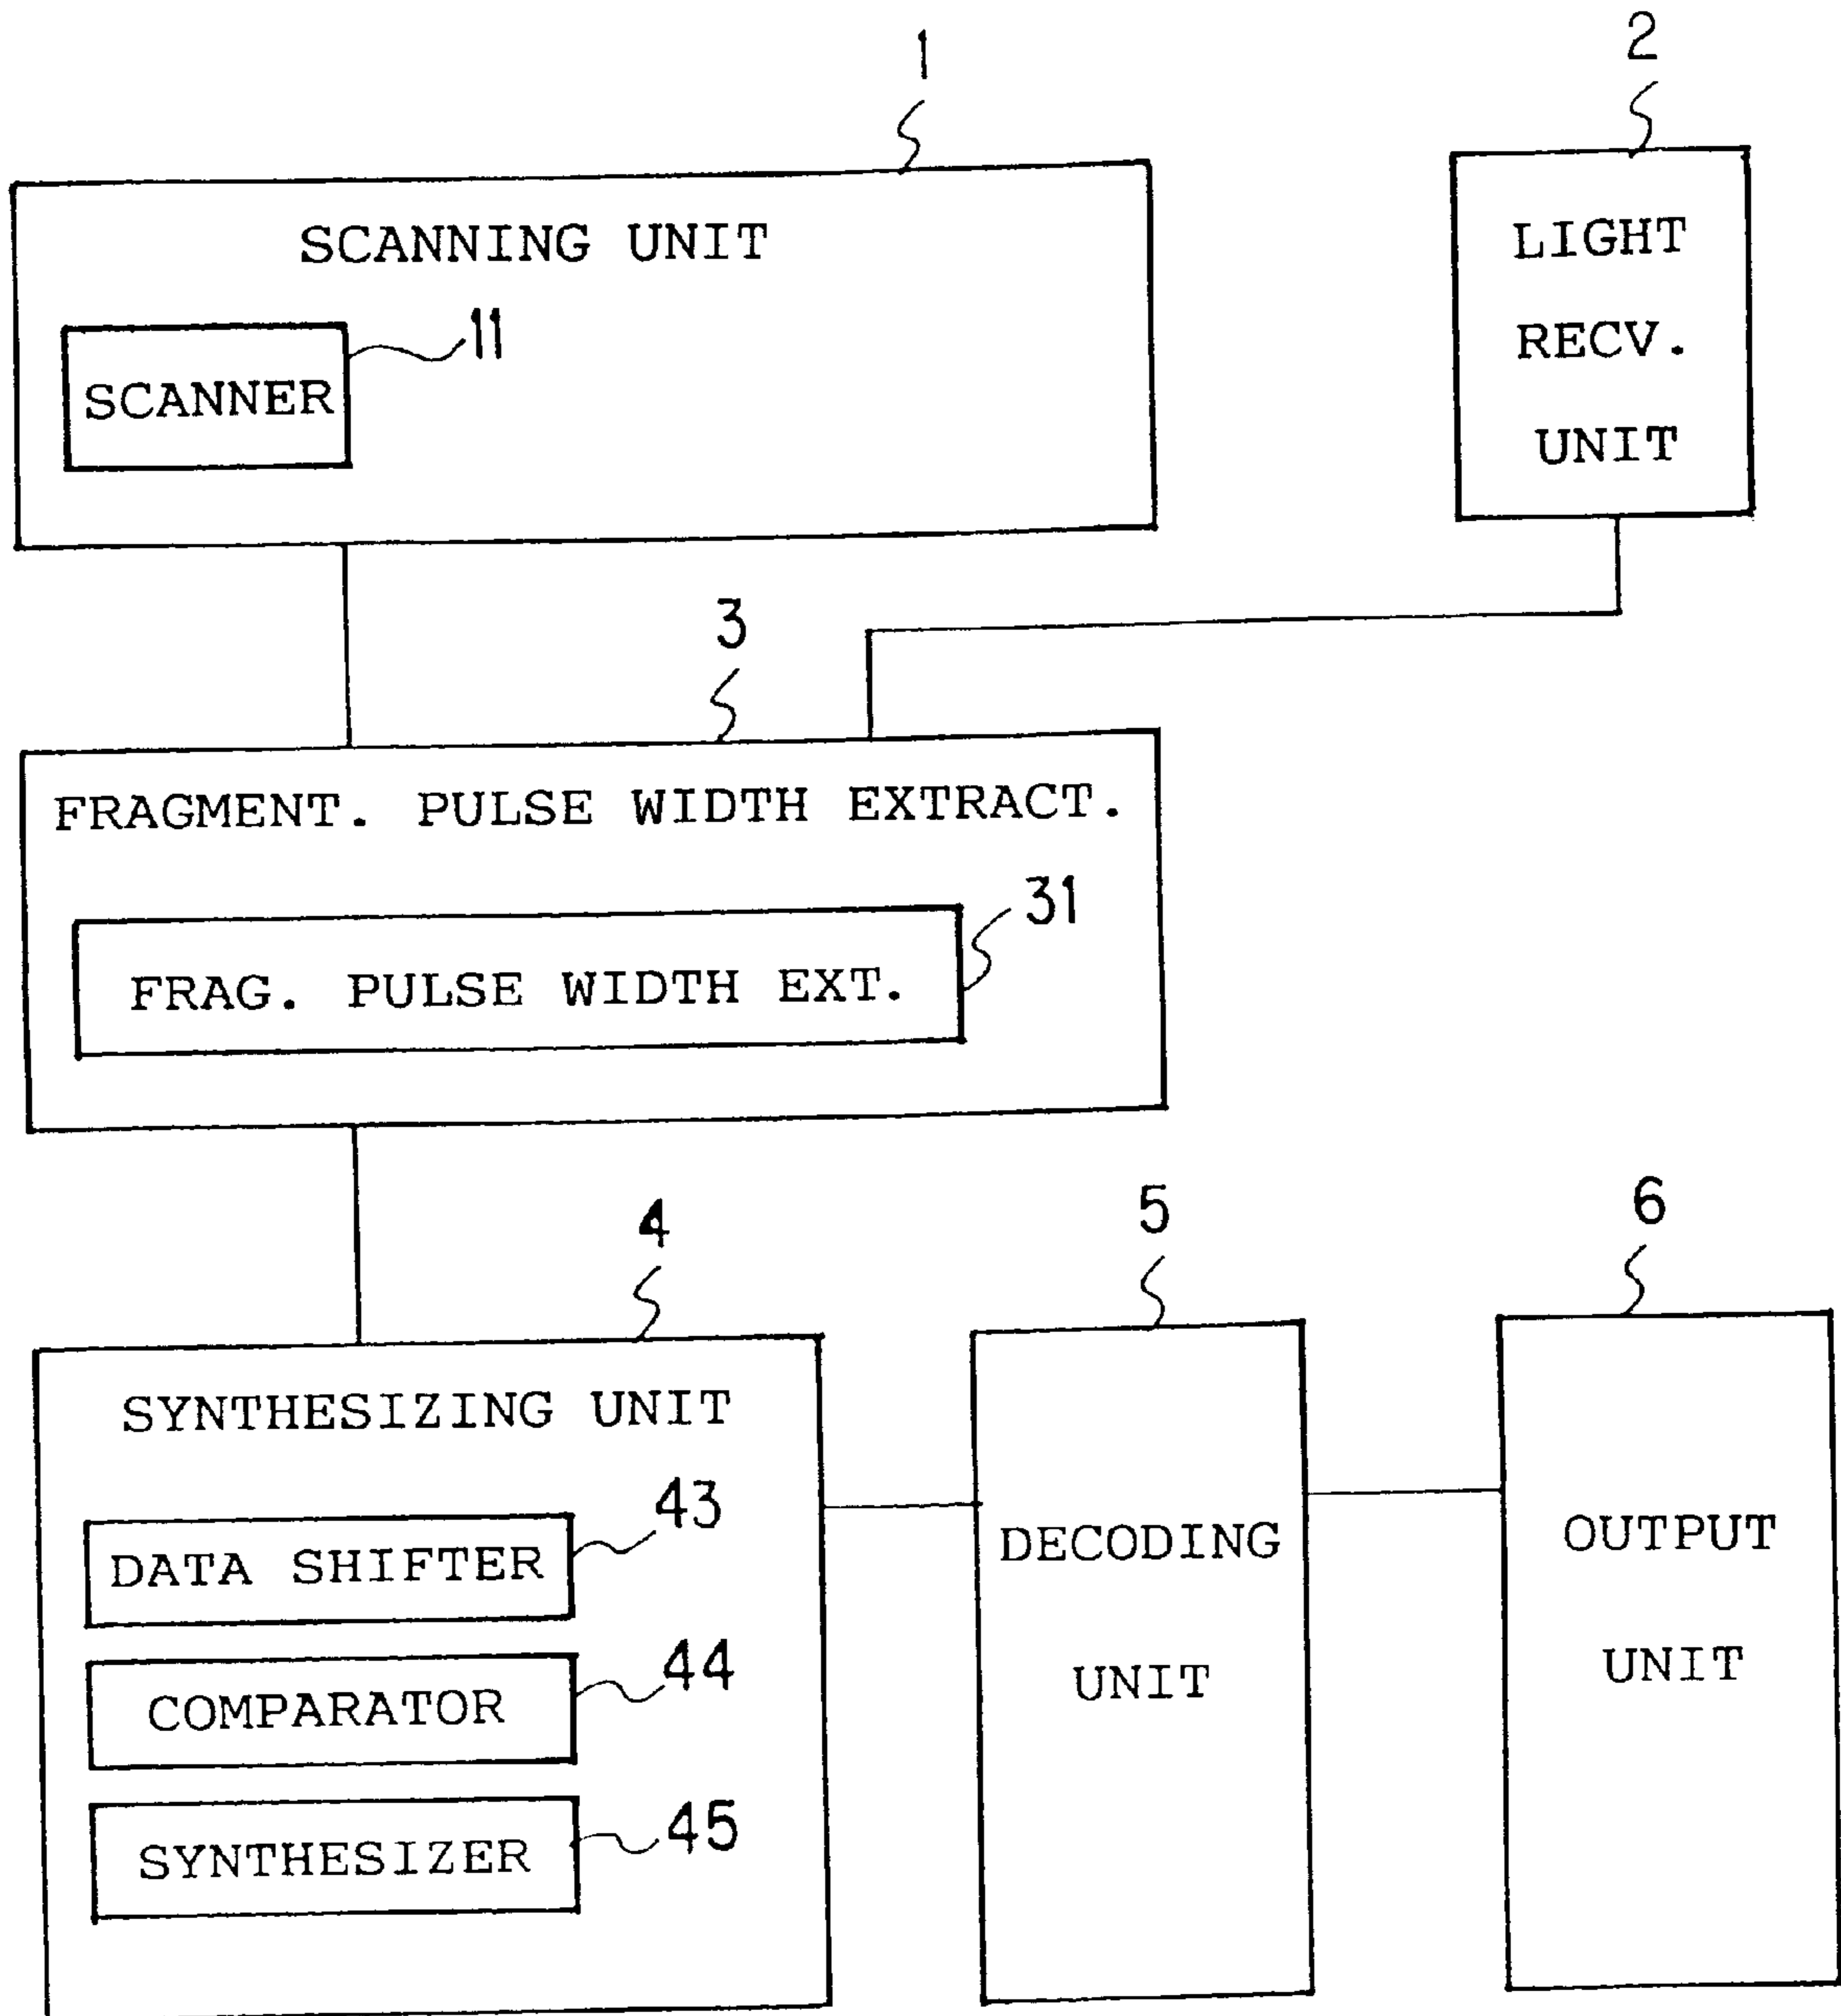 1
2
SCANNING UNIT
11
SCANNER
LIGHT
RECV.
UNIT
3
FRAGMENT. PULSE WIDTH EXTRACT.
31
FRAG. PULSE WIDTH EXT.
4
5
6
SYNTHESIZING UNIT
43
DATA SHIFTER
44
COMPARATOR
45
SYNTHESIZER
DECODING
UNIT
OUTPUT
UNIT